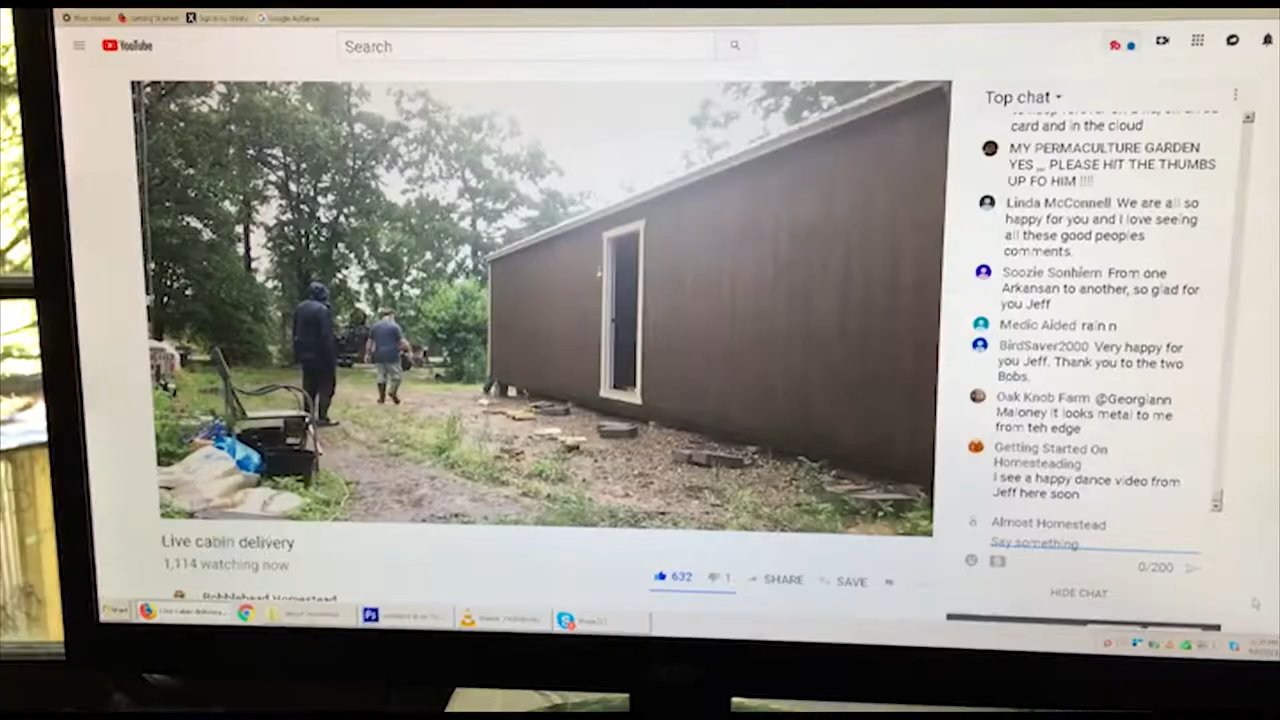 YouTube
Search
Top chat
card and in the cloud
MY PERMACULTURE GARDEN
YES ,,, PLEASE HIT THE THUMBS
UP FO HIM !!!!
Linda McConnell We are all so
happy for you and I love seeing
all these good peoples
comments.
Soozie Sonhiern From one
Arkansan to another, so glad for
you Jeff
Medic Aided rain n
BirdSaver2000 Very happy for
you Jeff. Thank you to the two
Bobs.
Oak Knob Farm @Georgiann
Maloney it looks metal to me
from teh edge
Getting Started On
Homesteading
I see a happy dance video from
Jeff here soon
Almost Homestead
Say something
0/200
HIDE CHAT
Live cabin delivery
1,114 watching now
632 1 SHARE SAVE
Bobblehead Homestead